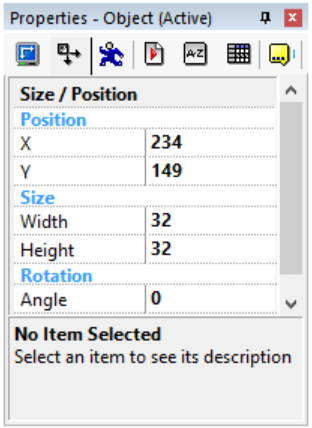 Properties - Object (Active)
A-Z
Size / Position
Position
X 234
Y 149
Size
Width 32
Height 32
Rotation
Angle 0
No Item Selected
Select an item to see its description